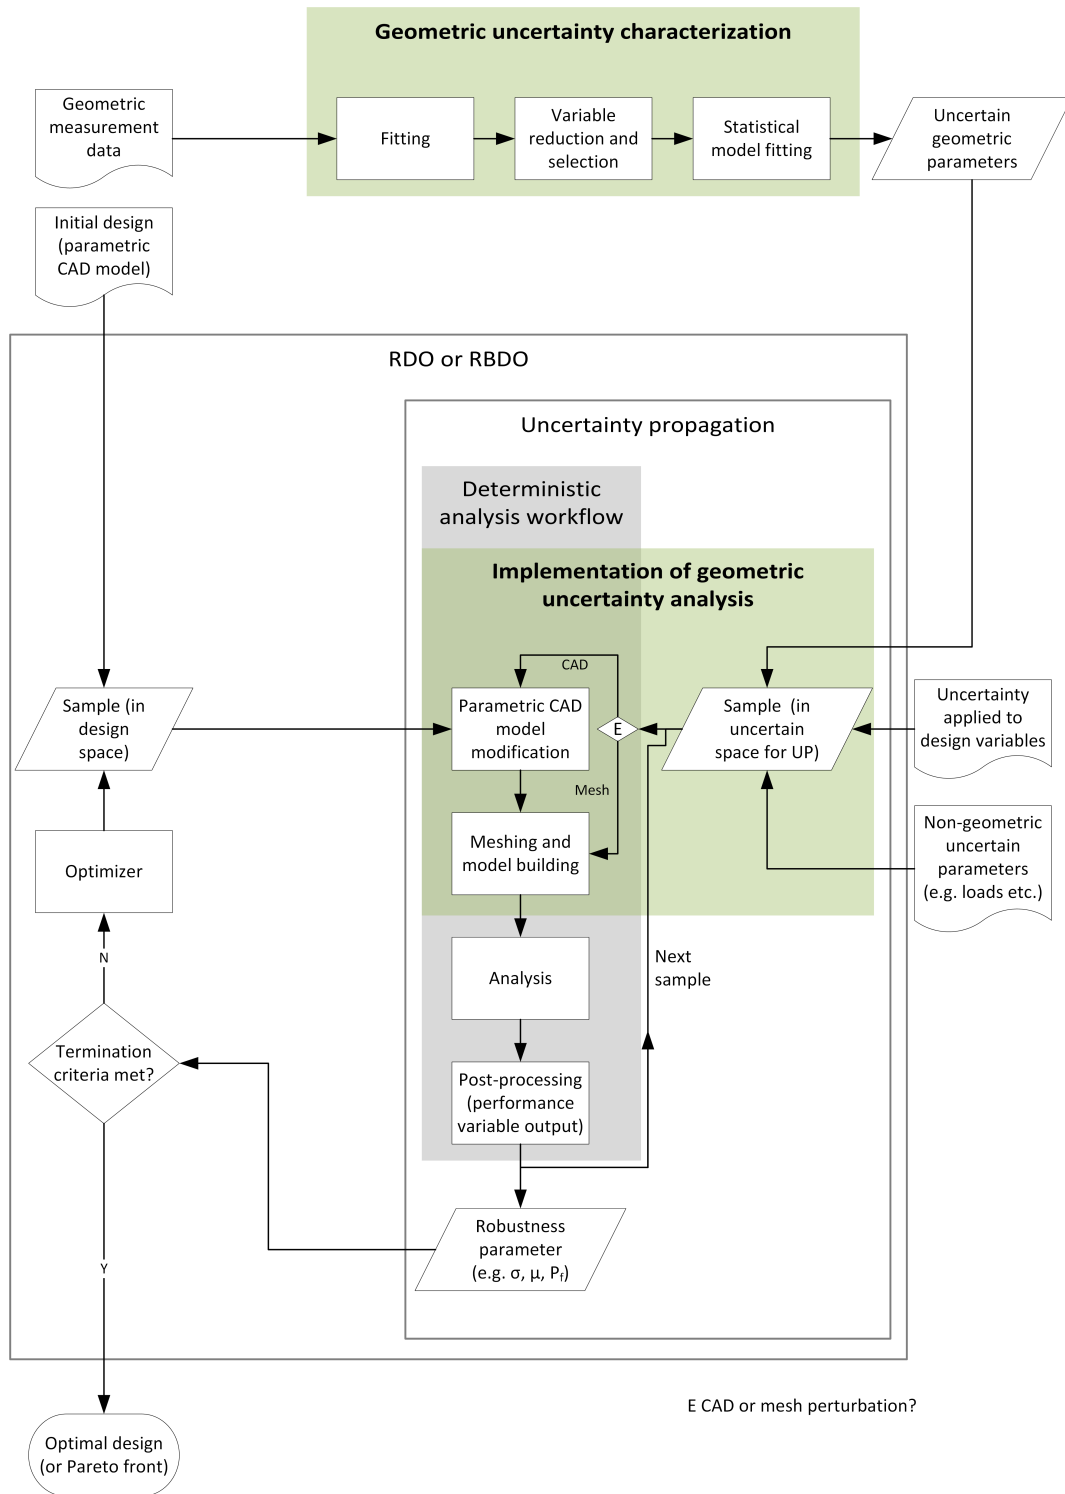 Geometric uncertainty characterization
Geometric
measurement
data
Fitting
Variable
reduction and
selection
Statistical
model fitting
Uncertain
geometric
parameters
Initial design
(parametric
CAD model)
RDO or RBDO
Uncertainty propagation
Deterministic
analysis workflow
Implementation of geometric
uncertainty analysis
CAD
Sample (in
design
space)
Parametric CAD
model
modification
E
Sample (in
uncertain
space for UP)
Uncertainty
applied to
design variables
Mesh
Meshing and
model building
Non-geometric
uncertain
parameters
(e.g. loads etc.)
Optimizer
N
Analysis
Next
sample
Termination
criteria met?
Post-processing
(performance
variable output)
Robustness
parameter
(e.g. σ, μ, Pf)
Y
E CAD or mesh perturbation?
Optimal design
(or Pareto front)